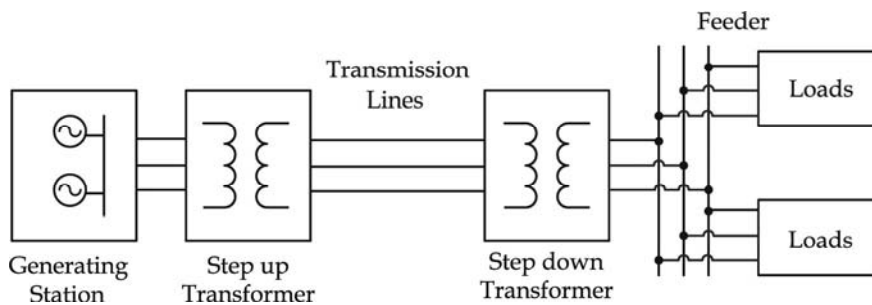 Feeder
Transmission
Lines
Loads
Loads
Generating
Station
Step up
Transformer
Step down
Transformer